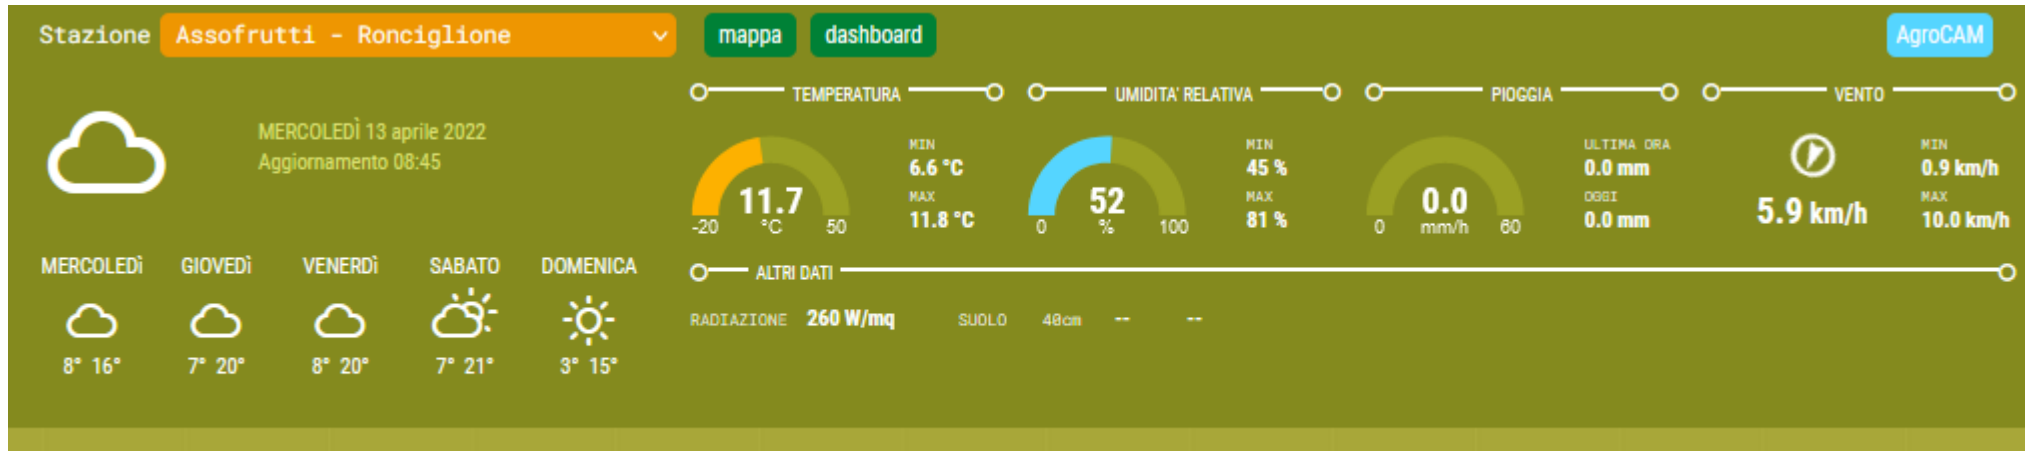 Stazione Assofrutti - Ronciglione mappa dashboard AgroCAM
MERCOLEDÌ 13 aprile 2022
Aggiornamento 08:45
TEMPERATURA
11.7
°C
-20 50
MIN
6.6 °C
MAX
11.8 °C
UMIDITA' RELATIVA
52
%
0 100
MIN
45 %
MAX
81 %
PIOGGIA
0.0
mm/h
0 60
ULTIMA ORA
0.0 mm
OGGI
0.0 mm
VENTO
5.9 km/h
MIN
0.9 km/h
MAX
10.0 km/h
MERCOLEDÌ GIOVEDÌ VENERDÌ SABATO DOMENICA
8° 16° 7° 20° 8° 20° 7° 21° 3° 15°
ALTRI DATI
RADIAZIONE 260 W/mq SUOLO 40cm -- --